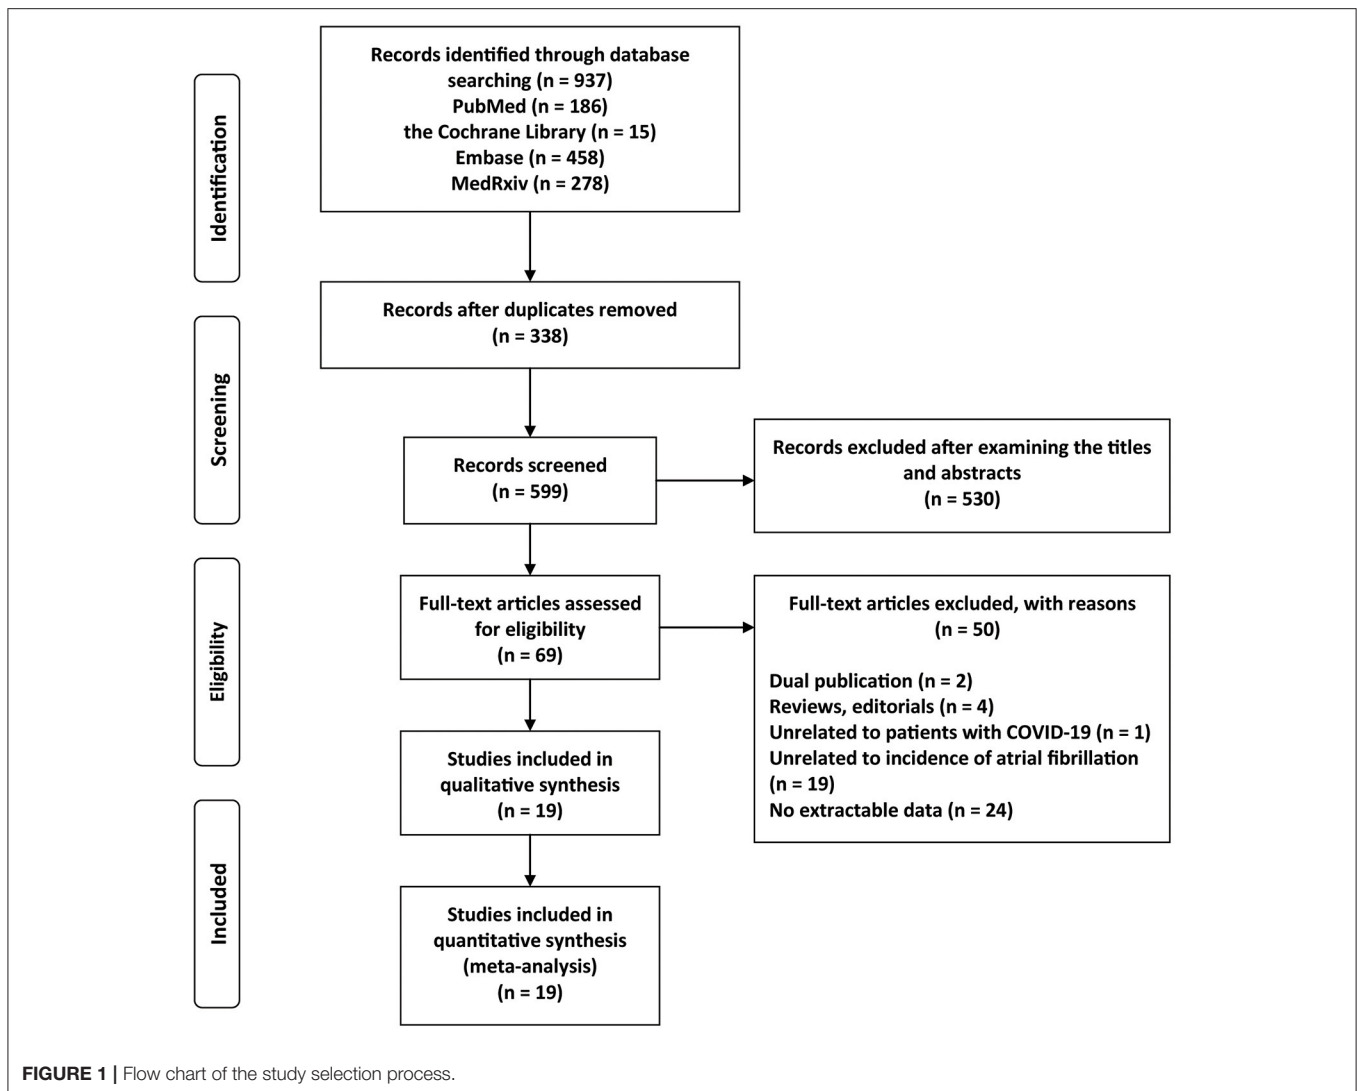 Identification
Records identified through database
searching (n = 937)
PubMed (n = 186)
the Cochrane Library (n = 15)
Embase (n = 458)
MedRxiv (n = 278)
Screening
Records after duplicates removed
(n = 338)
Records screened
(n = 599)
Records excluded after examining the titles
and abstracts
(n = 530)
Eligibility
Full-text articles assessed
for eligibility
(n = 69)
Full-text articles excluded, with reasons
(n = 50)
Dual publication (n = 2)
Reviews, editorials (n = 4)
Unrelated to patients with COVID-19 (n = 1)
Unrelated to incidence of atrial fibrillation
(n = 19)
No extractable data (n = 24)
Studies included in
qualitative synthesis
(n = 19)
Included
Studies included in
quantitative synthesis
(meta-analysis)
(n = 19)
FIGURE 1 | Flow chart of the study selection process.